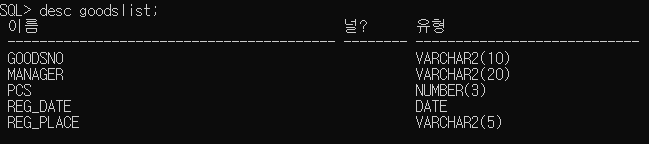 SQL> desc goodslist;
이름 널? 유형
----------------------------------------- -------- ----------------------------
GOODSNO VARCHAR2(10)
MANAGER VARCHAR2(20)
PCS NUMBER(3)
REG_DATE DATE
REG_PLACE VARCHAR2(5)